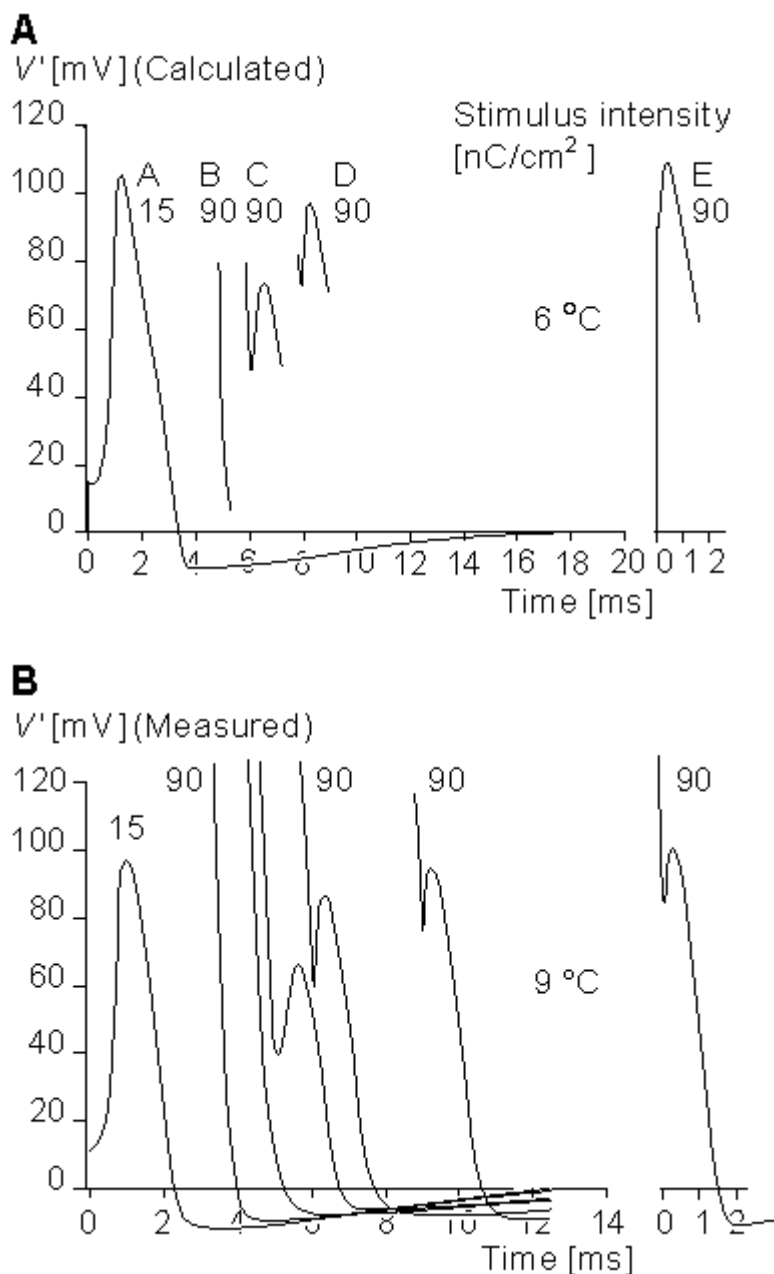 A
V' [mV] (Calculated)
Stimulus intensity
[nC/cm2 ]
120
100
80
60
40
20
0
A B C D E
15 90 90 90 90
6 °C
0 2 4 6 8 10 12 14 16 18 20 0 1 2
Time [ms]
B
V' [mV] (Measured)
120
100
80
60
40
20
0
15 90 90 90 90
9 °C
0 2 4 6 8 10 12 14 0 1 2
Time [ms]